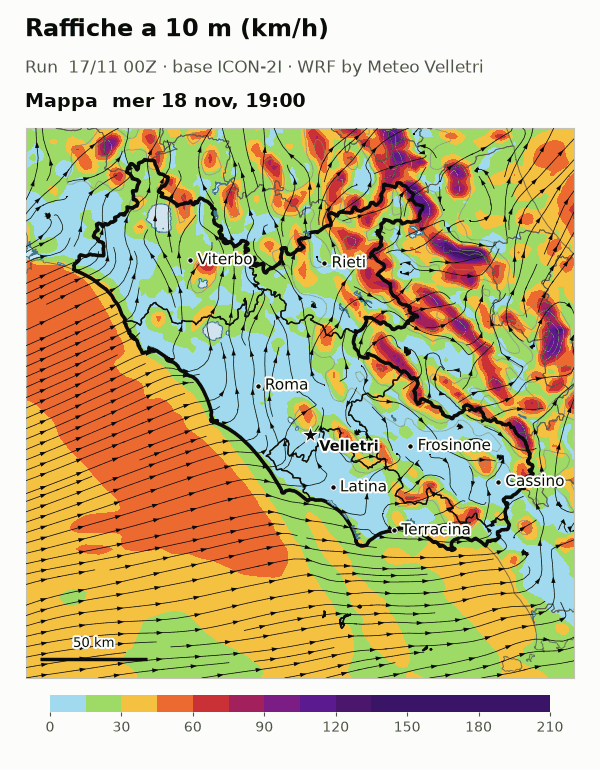 Raffiche a 10 m (km/h)
Run  17/11 00Z · base ICON-2I · WRF by Meteo Velletri
Mappa  mer 18 nov, 19:00
Viterbo
Rieti
Roma
Velletri
Frosinone
Cassino
Latina
Terracina
50 km
0 30 60 90 120 150 180 210